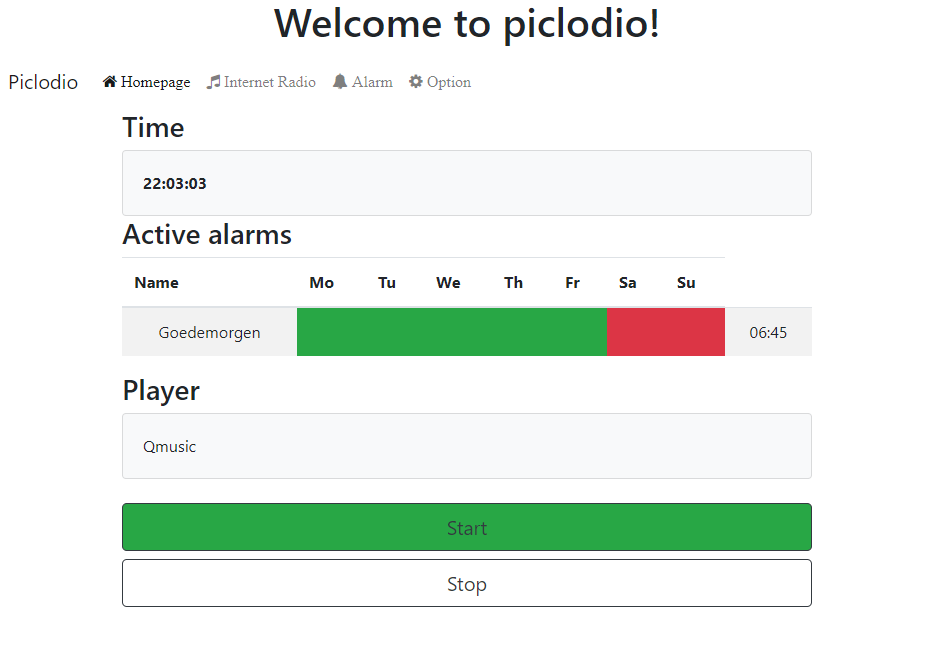 Welcome to piclodio!
Piclodio Homepage Internet Radio Alarm Option
Time
22:03:03
Active alarms
Name Mo Tu We Th Fr Sa Su
Goedemorgen 06:45
Player
Qmusic
Start
Stop